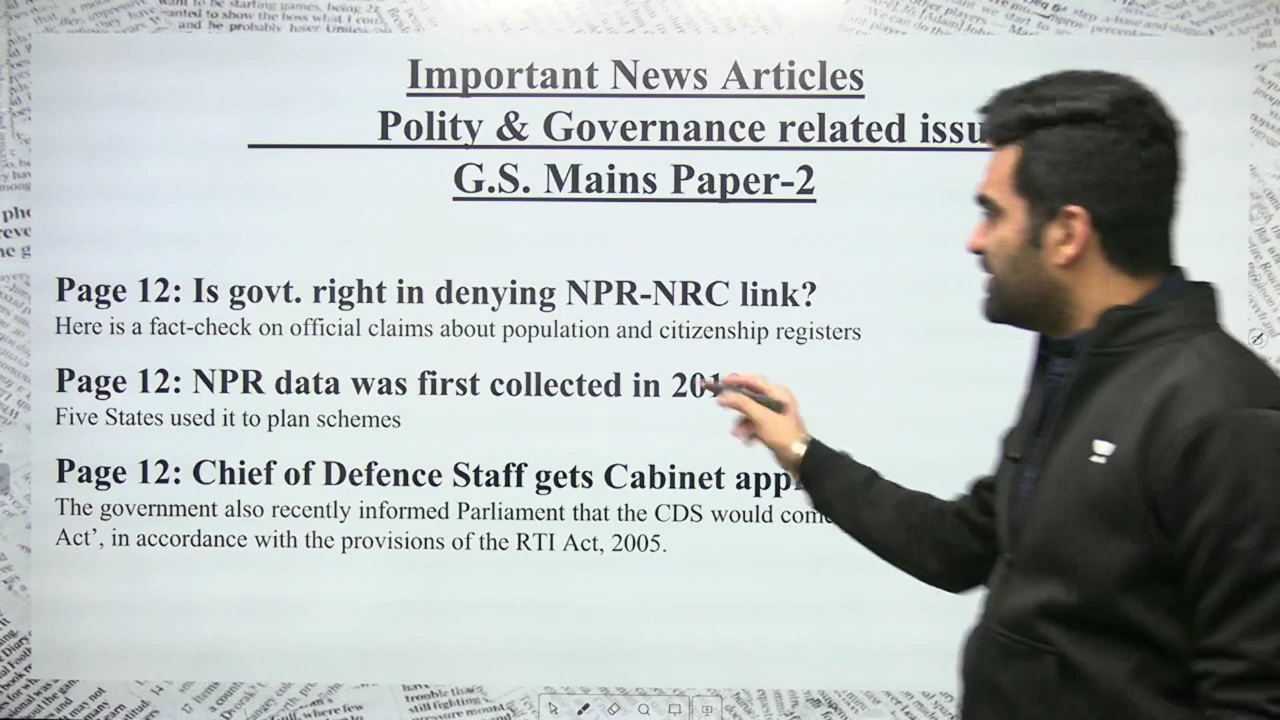 Important News Articles
Polity & Governance related
G.S. Mains Paper-2
Page 12: Is govt. right in denying NPR-NRC link?
Here is a fact-check on official claims about population and citizenship registers
Page 12: NPR data was first collected in
Five States used it to plan schemes
Page 12: Chief of Defence Staff gets Cabinet
The government also recently informed Parliament that the CDS would
Act’, in accordance with the provisions of the RTI Act, 2005.